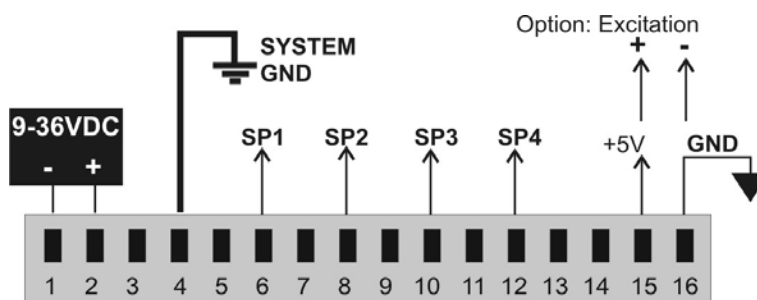 Option: Excitation
+ -
SYSTEM
GND
9-36VDC
- +
SP1 SP2 SP3 SP4 +5V GND
1 2 3 4 5 6 7 8 9 10 11 12 13 14 15 16